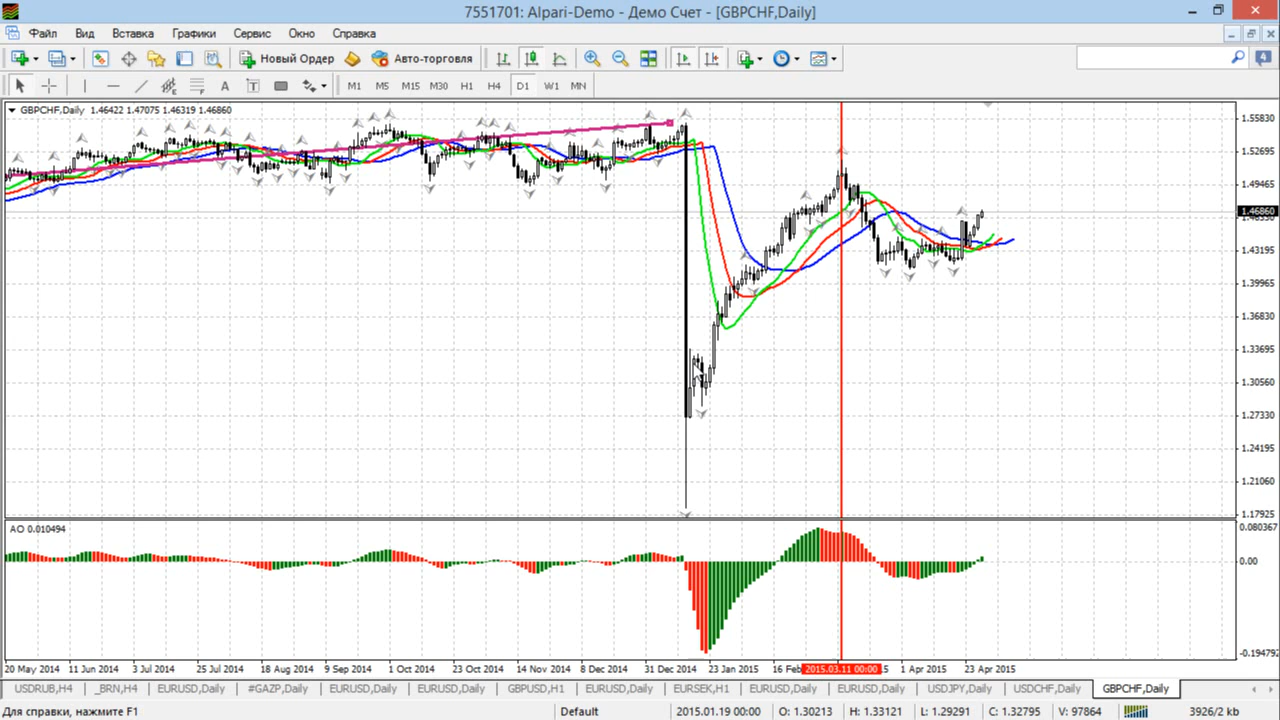 7551701: Alpari-Demo - Демо Счет - [GBPCHF,Daily]
Файл Вид Вставка Графики Сервис Окно Справка
Новый Ордер Авто-торговля 4
A T M1 M5 M15 M30 H1 H4 D1 W1 MN
GBPCHF,Daily 1.46422 1.47075 1.46319 1.46860
1.55830
1.52695
1.49465
1.46860
1.46330
1.43195
1.39965
1.36830
1.33695
1.30560
1.27330
1.24195
1.21060
1.17925
AO 0.010494
0.080367
0.00
-0.194792
20 May 2014 11 Jun 2014 3 Jul 2014 25 Jul 2014 18 Aug 2014 9 Sep 2014 1 Oct 2014 23 Oct 2014 14 Nov 2014 8 Dec 2014 31 Dec 2014 23 Jan 2015 16 Feb 2015.03.11 00:00 5 1 Apr 2015 23 Apr 2015
USDRUB,H4 _BRN,H4 EURUSD,Daily #GAZP,Daily EURUSD,Daily EURUSD,Daily GBPUSD,H1 EURUSD,Daily EURSEK,H1 EURUSD,Daily EURUSD,Daily USDJPY,Daily USDCHF,Daily GBPCHF,Daily
Для справки, нажмите F1 Default 2015.01.19 00:00 O: 1.30213 H: 1.33121 L: 1.29291 C: 1.32795 V: 97864 3926/2 kb